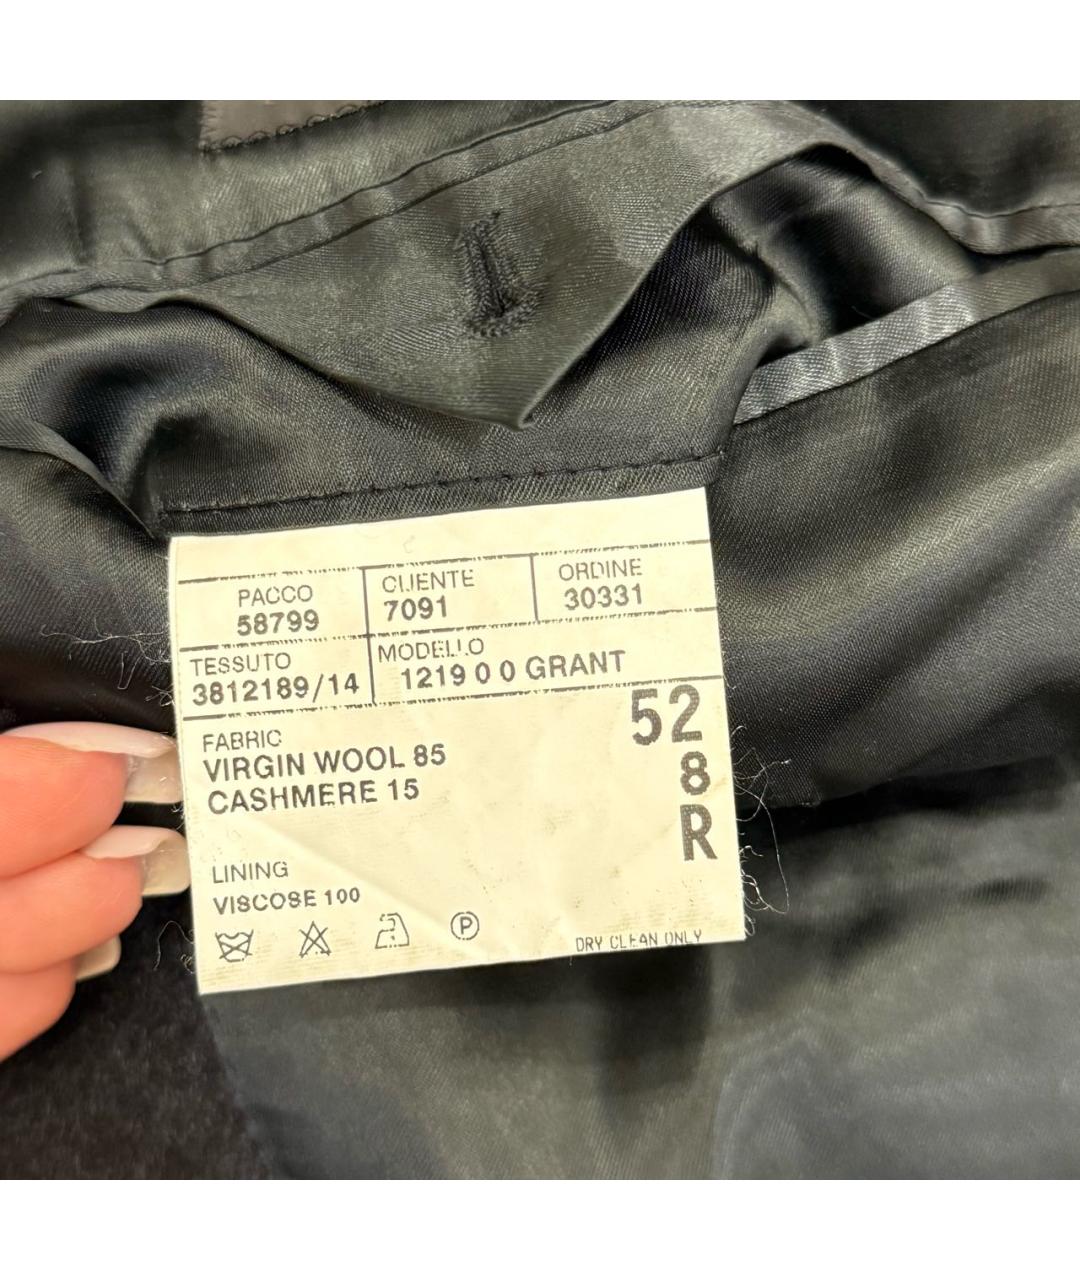 PACCO
58799
CLIENTE
7091
ORDINE
30331
TESSUTO
3812189/14
MODELLO
1219 0 0 GRANT
52
8
R
FABRIC
VIRGIN WOOL 85
CASHMERE 15
LINING
VISCOSE 100
P
DRY CLEAN ONLY